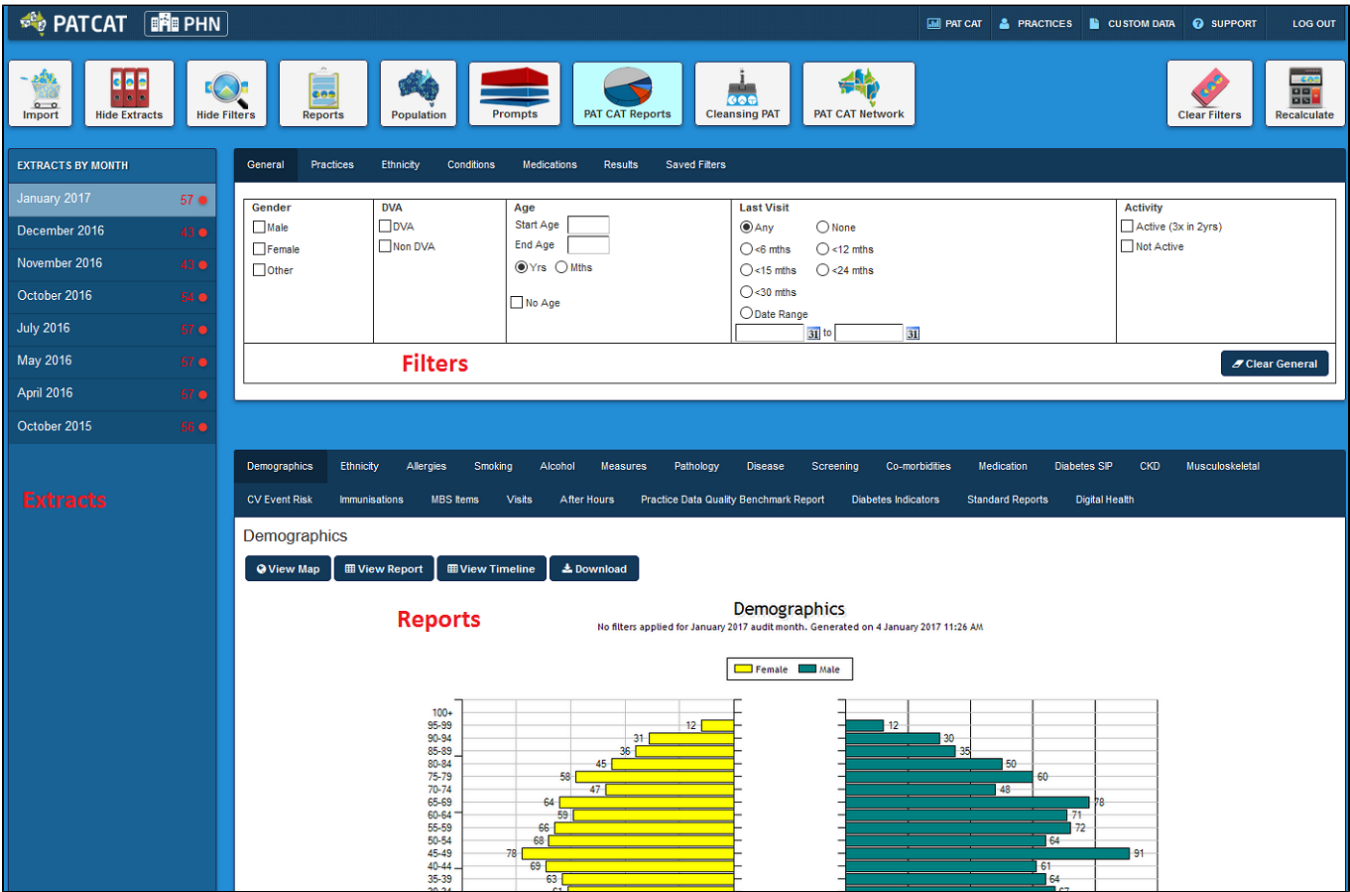 PATCAT PHN
PAT CAT PRACTICES CUSTOM DATA SUPPORT LOG OUT
Import Hide Extracts Hide Filters Reports Population Prompts PAT CAT Reports Cleansing PAT PAT CAT Network Clear Filters Recalculate
EXTRACTS BY MONTH
January 2017 57
December 2016 43
November 2016 43
October 2016 54
July 2016 57
May 2016 57
April 2016 57
October 2015 56
Extracts
General Practices Ethnicity Conditions Medications Results Saved Filters
Gender DVA Age Last Visit Activity
Male DVA Start Age Any None Active (3x in 2yrs)
Female Non DVA End Age <6 mths <12 mths Not Active
Other Yrs Mths <15 mths <24 mths
No Age <30 mths
Date Range
31 to 31
Filters
Clear General
Demographics Ethnicity Allergies Smoking Alcohol Measures Pathology Disease Screening Co-morbidities Medication Diabetes SIP CKD Musculoskeletal
CV Event Risk Immunisations MBS Items Visits After Hours Practice Data Quality Benchmark Report Diabetes Indicators Standard Reports Digital Health
Demographics
View Map View Report View Timeline Download
Reports
Demographics
No filters applied for January 2017 audit month. Generated on 4 January 2017 11:26 AM
Female Male
100+
95-99 12 12
90-94 31 30
85-89 36 35
80-84 45 50
75-79 58 60
70-74 47 48
65-69 64 78
60-64 59 71
55-59 66 72
50-54 68 64
45-49 78 91
40-44 69 61
35-39 63 64
30-34 61 67